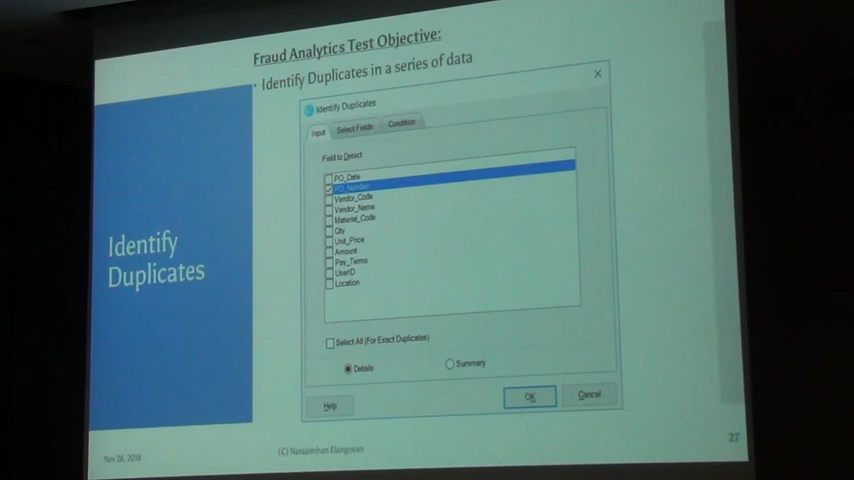 Fraud Analytics Test Objective:
• Identify Duplicates in a series of data
Identify Duplicates
Input Select Fields Condition
Field to Detect
PO_Date
PO_Number
Vendor_Code
Vendor_Name
Material_Code
Qty
Unit_Price
Amount
Pay_Terms
UserID
Location
Select All (For Exact Duplicates)
Details Summary
Help OK Cancel
Identify
Duplicates
Nov 28, 2018
(C) Narasimhan Elangovan
27